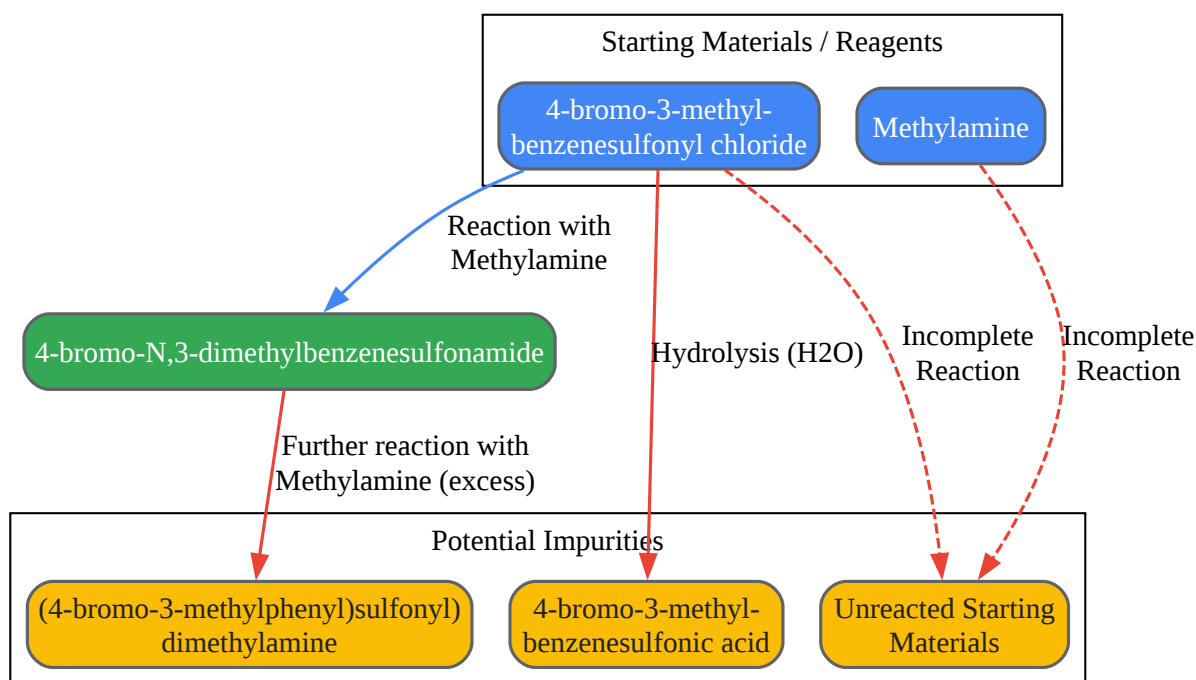 Starting Materials / Reagents
4-bromo-3-methyl-
benzenesulfonyl chloride
Methylamine
Reaction with
Methylamine
4-bromo-N,3-dimethylbenzenesulfonamide
Hydrolysis (H2O)
Incomplete
Reaction
Incomplete
Reaction
Further reaction with
Methylamine (excess)
Potential Impurities
(4-bromo-3-methylphenyl)sulfonyl)
dimethylamine
4-bromo-3-methyl-
benzenesulfonic acid
Unreacted Starting
Materials